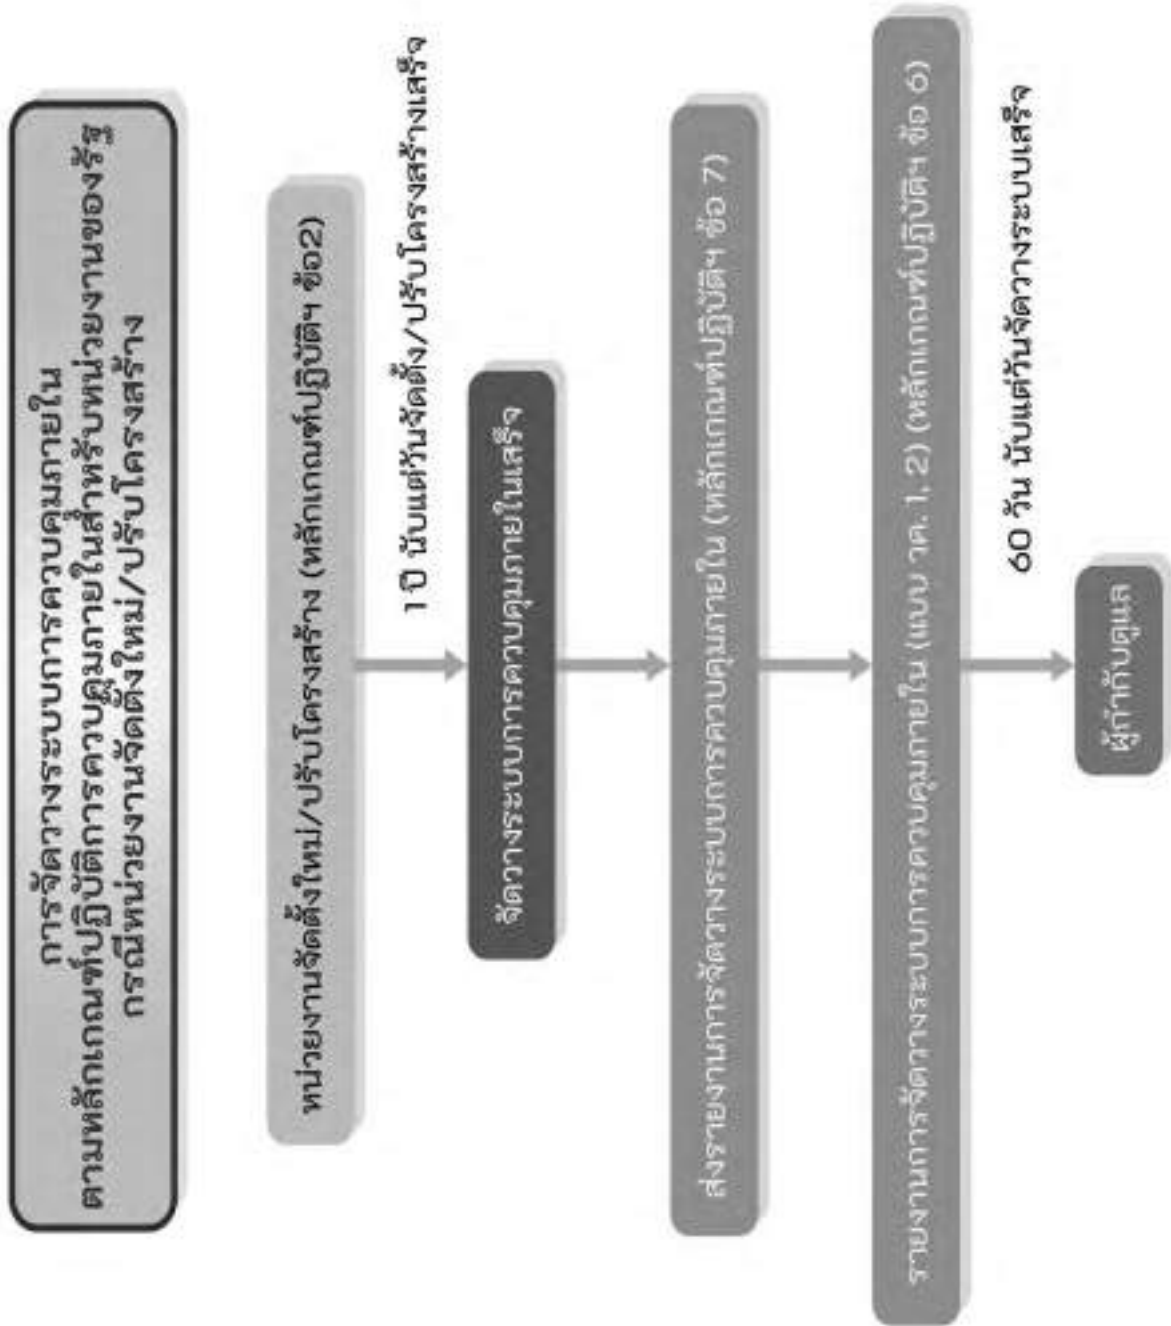 การจัดวางระบบการควบคุมภายใน
ตามหลักเกณฑ์ปฏิบัติการควบคุมภายในสำหรับหน่วยงานของรัฐ
กรณีหน่วยงานจัดตั้งใหม่/ปรับโครงสร้าง
หน่วยงานจัดตั้งใหม่/ปรับโครงสร้าง (หลักเกณฑ์ปฏิบัติฯ ข้อ2)
1 ปี นับแต่วันจัดตั้ง/ปรับโครงสร้างเสร็จ
จัดวางระบบการควบคุมภายในเสร็จ
ส่งรายงานการจัดวางระบบการควบคุมภายใน (หลักเกณฑ์ปฏิบัติฯ ข้อ 7)
รายงานการจัดวางระบบการควบคุมภายใน (แบบ วค. 1, 2) (หลักเกณฑ์ปฏิบัติฯ ข้อ 6)
60 วัน นับแต่วันจัดวางระบบเสร็จ
ผู้กำกับดูแล